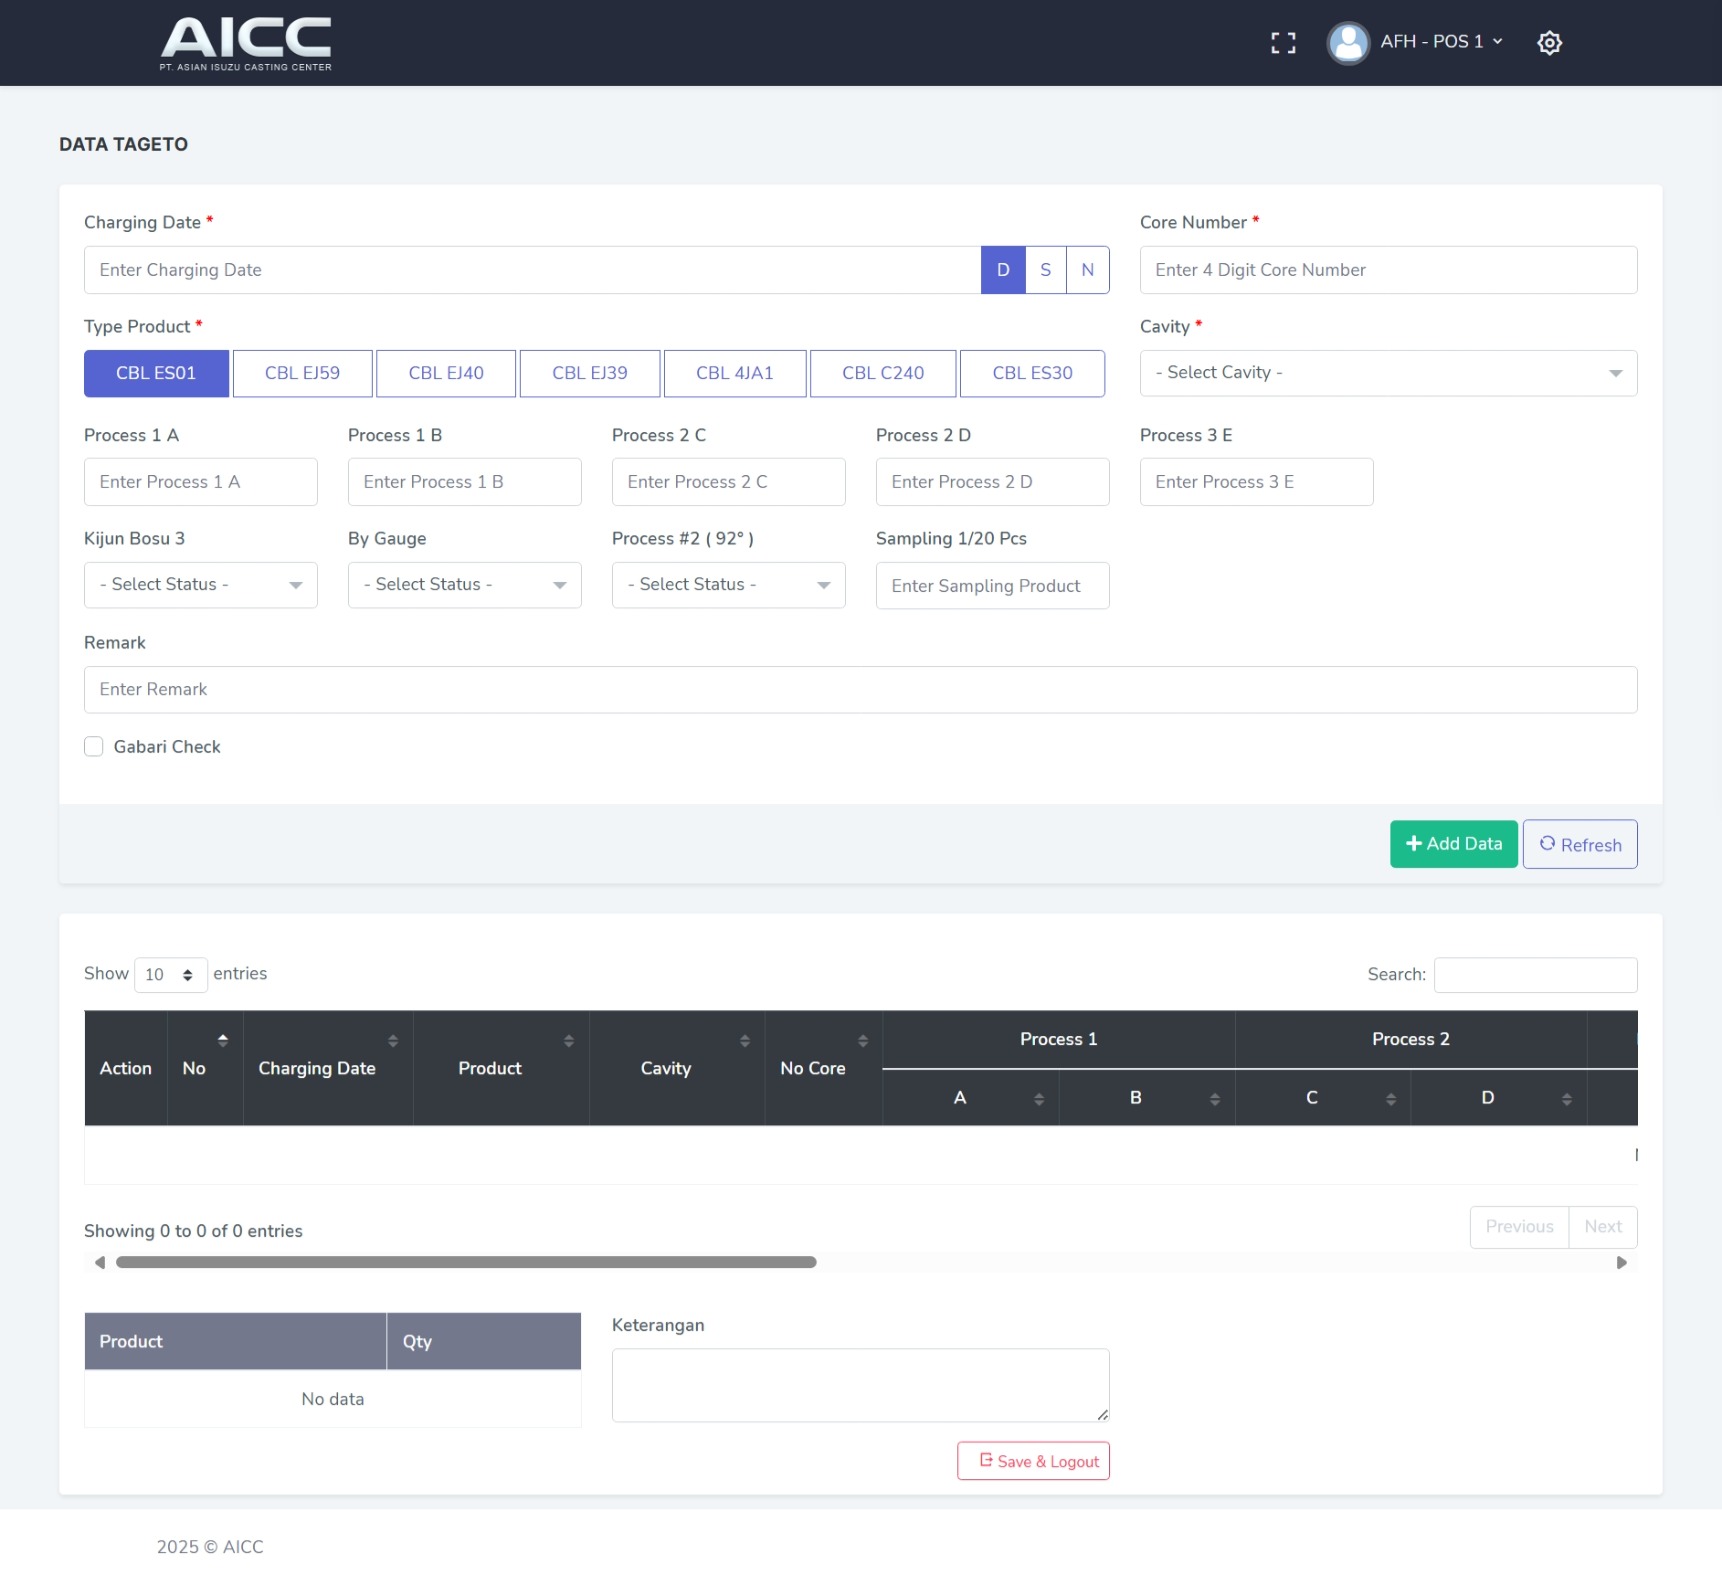 AICC
PT. ASIAN ISUZU CASTING CENTER
AFH - POS 1
DATA TAGETO
Charging Date *
Core Number *
Enter Charging Date
D
S
N
Enter 4 Digit Core Number
Type Product *
Cavity *
CBL ES01
CBL EJ59
CBL EJ40
CBL EJ39
CBL 4JA1
CBL C240
CBL ES30
- Select Cavity -
Process 1 A
Process 1 B
Process 2 C
Process 2 D
Process 3 E
Enter Process 1 A
Enter Process 1 B
Enter Process 2 C
Enter Process 2 D
Enter Process 3 E
Kijun Bosu 3
By Gauge
Process #2 ( 92° )
Sampling 1/20 Pcs
- Select Status -
- Select Status -
- Select Status -
Enter Sampling Product
Remark
Enter Remark
Gabari Check
Add Data
Refresh
Show 10 entries
Search:
Action
No
Charging Date
Product
Cavity
No Core
Process 1
Process 2
A
B
C
D
Showing 0 to 0 of 0 entries
Previous
Next
Product
Qty
No data
Keterangan
Save & Logout
2025 © AICC